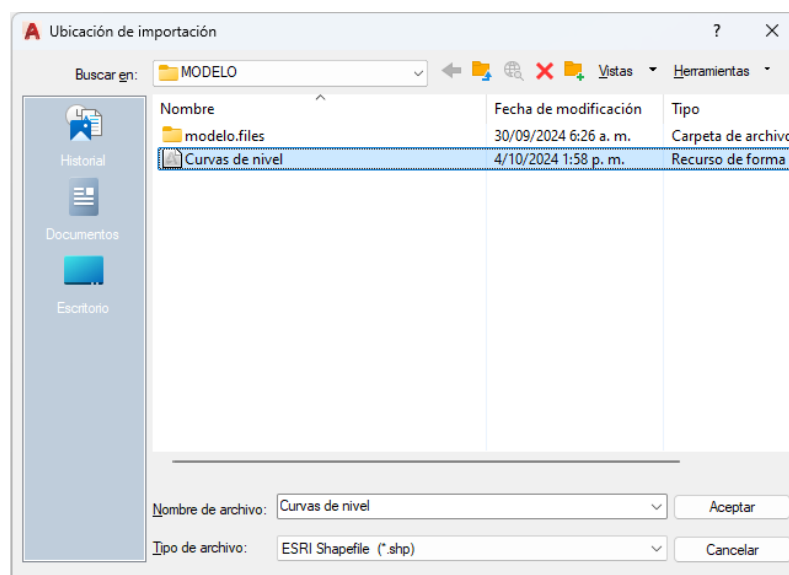 Ubicación de importación
Buscar en: MODELO Vistas Herramientas
Nombre Fecha de modificación Tipo
modelo.files 30/09/2024 6:26 a. m. Carpeta de archivo
Curvas de nivel 4/10/2024 1:58 p. m. Recurso de forma
Historial
Documentos
Escritorio
Nombre de archivo: Curvas de nivel Aceptar
Tipo de archivo: ESRI Shapefile (*.shp) Cancelar